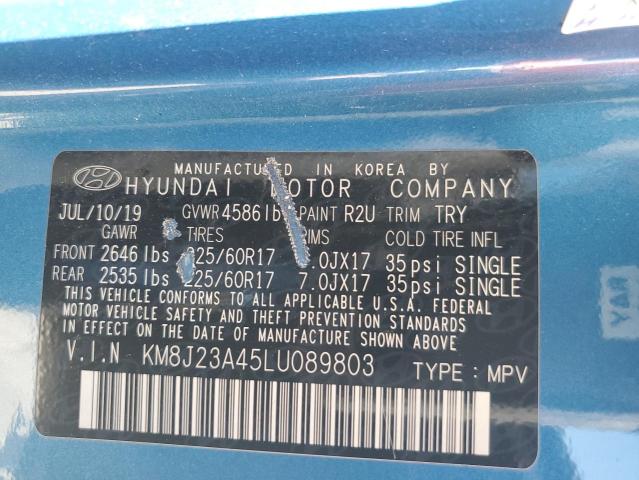 MANUFACTURED IN KOREA BY
HYUNDAI MOTOR COMPANY
JUL/10/19 GVWR 4586 lb PAINT R2U TRIM TRY
GAWR TIRES RIMS COLD TIRE INFL
FRONT 2646 lbs 225/60R17 7.0JX17 35psi SINGLE
REAR 2535 lbs 225/60R17 7.0JX17 35psi SINGLE
THIS VEHICLE CONFORMS TO ALL APPLICABLE U.S.A. FEDERAL
MOTOR VEHICLE SAFETY AND THEFT PREVENTION STANDARDS
IN EFFECT ON THE DATE OF MANUFACTURE SHOWN ABOVE
V.I.N KM8J23A45LU089803 TYPE : MPV